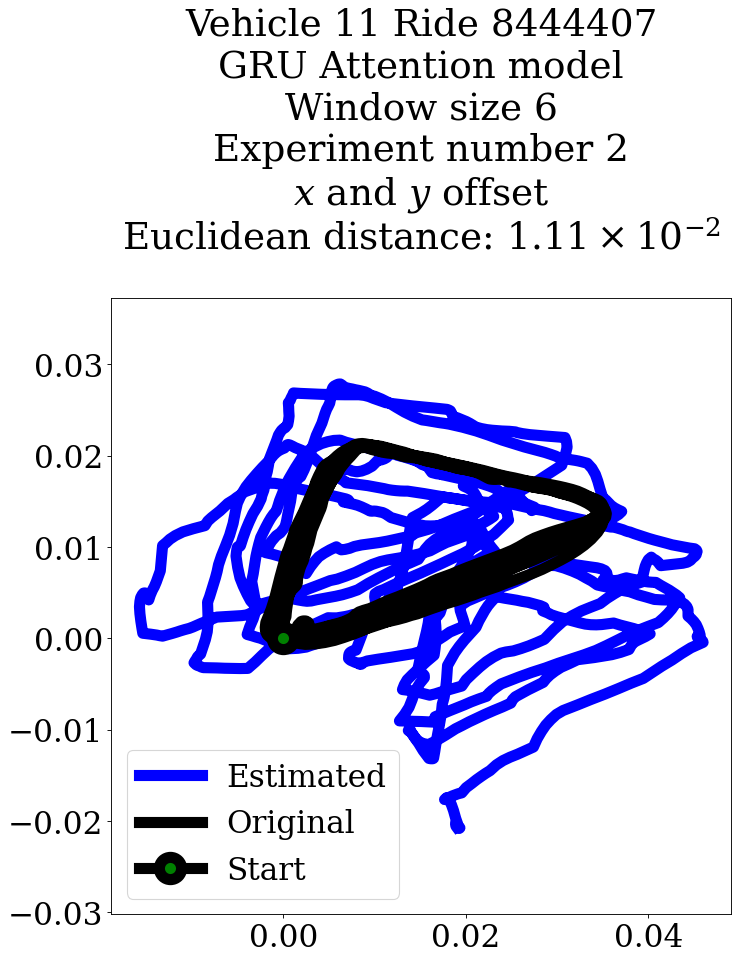 Vehicle 11 Ride 8444407
GRU Attention model
Window size 6
Experiment number 2
x and y offset
Euclidean distance: 1.11 × 10⁻²
0.03
0.02
0.01
0.00
−0.01
−0.02
−0.03
Estimated
Original
Start
0.00 0.02 0.04